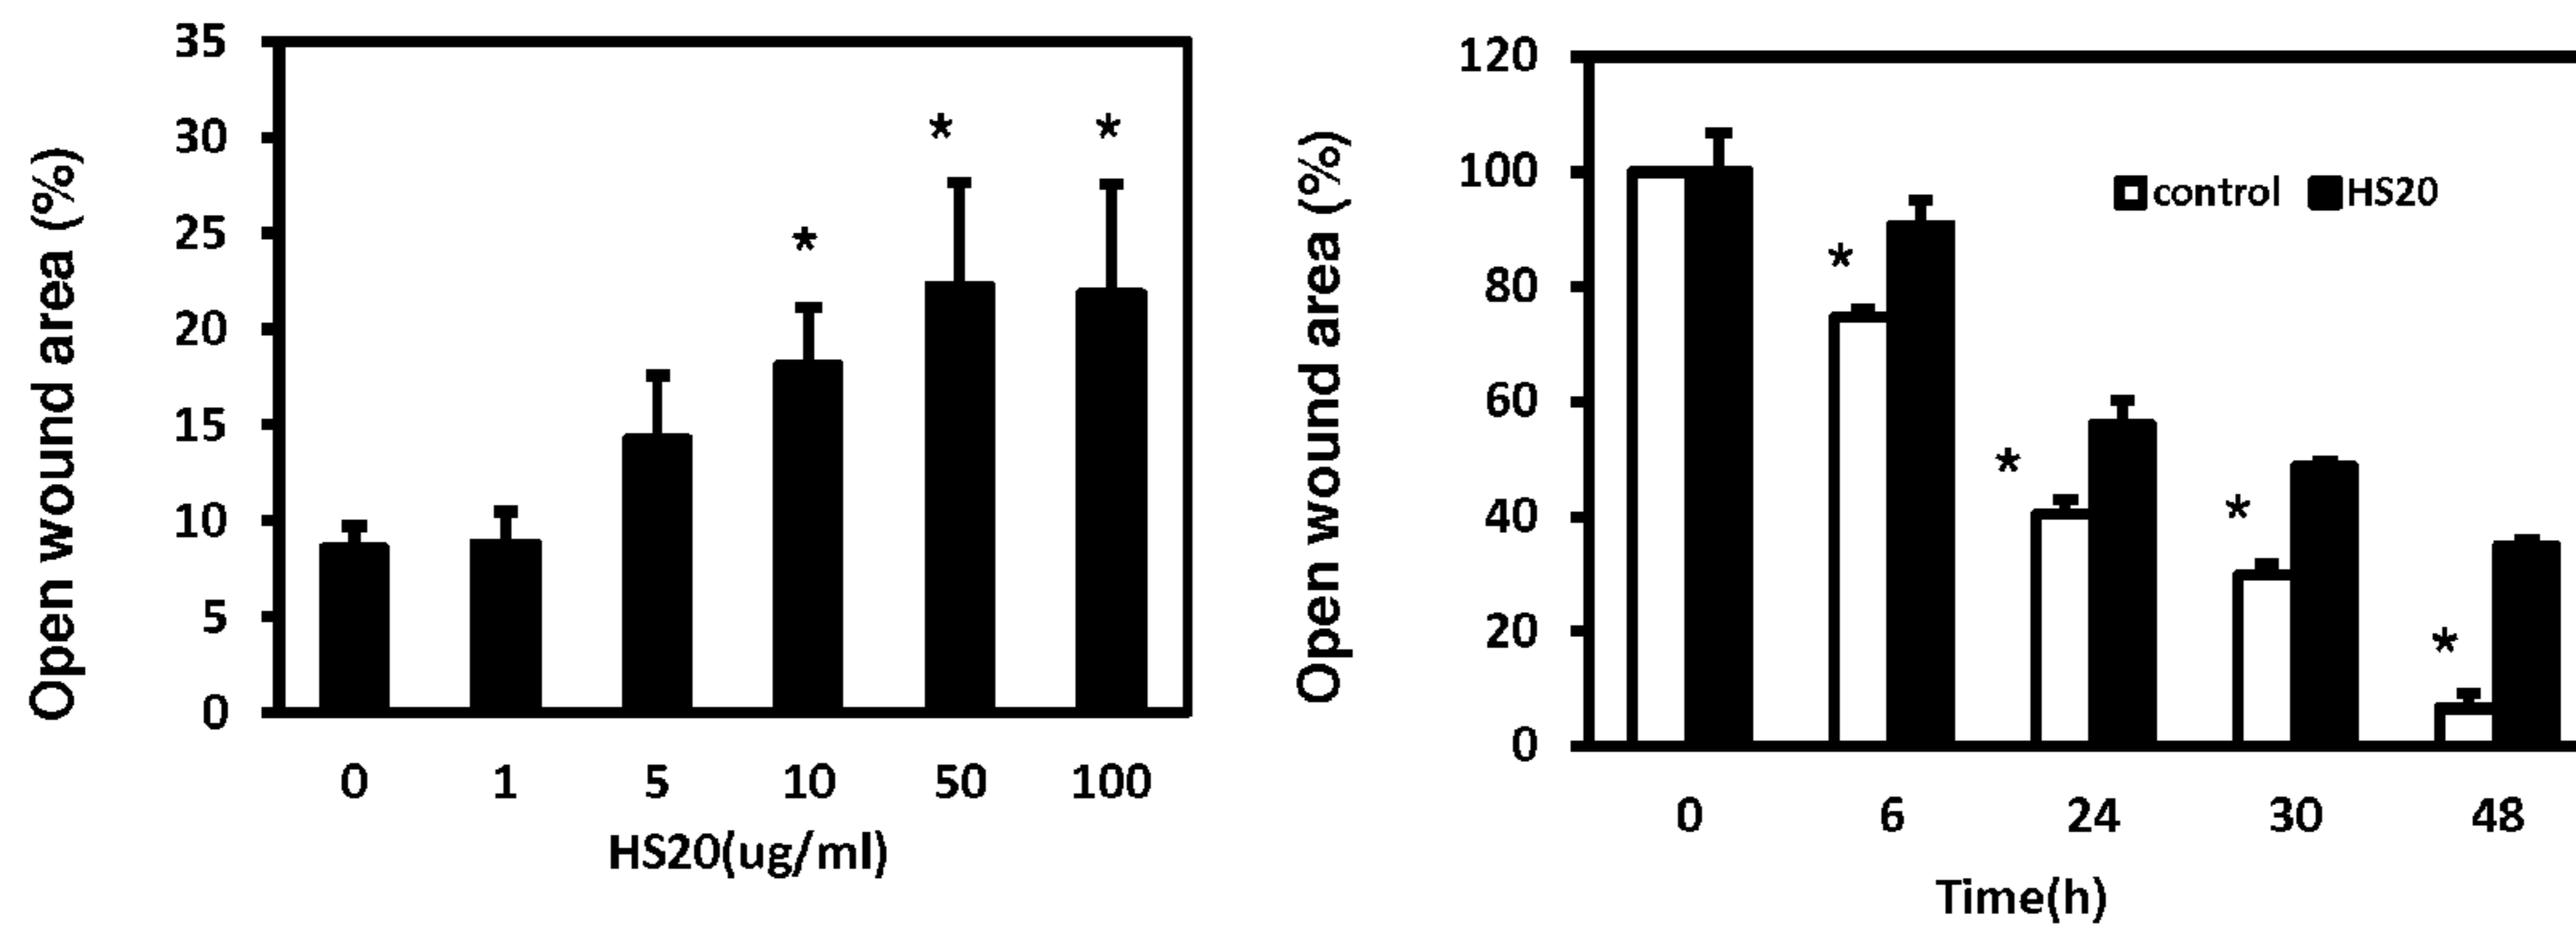 Open wound area (%)
35
30
25
20
15
10
5
0
* * *
0 1 5 10 50 100
HS20(ug/ml)
Open wound area (%)
120
100
80
60
40
20
0
control HS20
* * * *
0 6 24 30 48
Time(h)